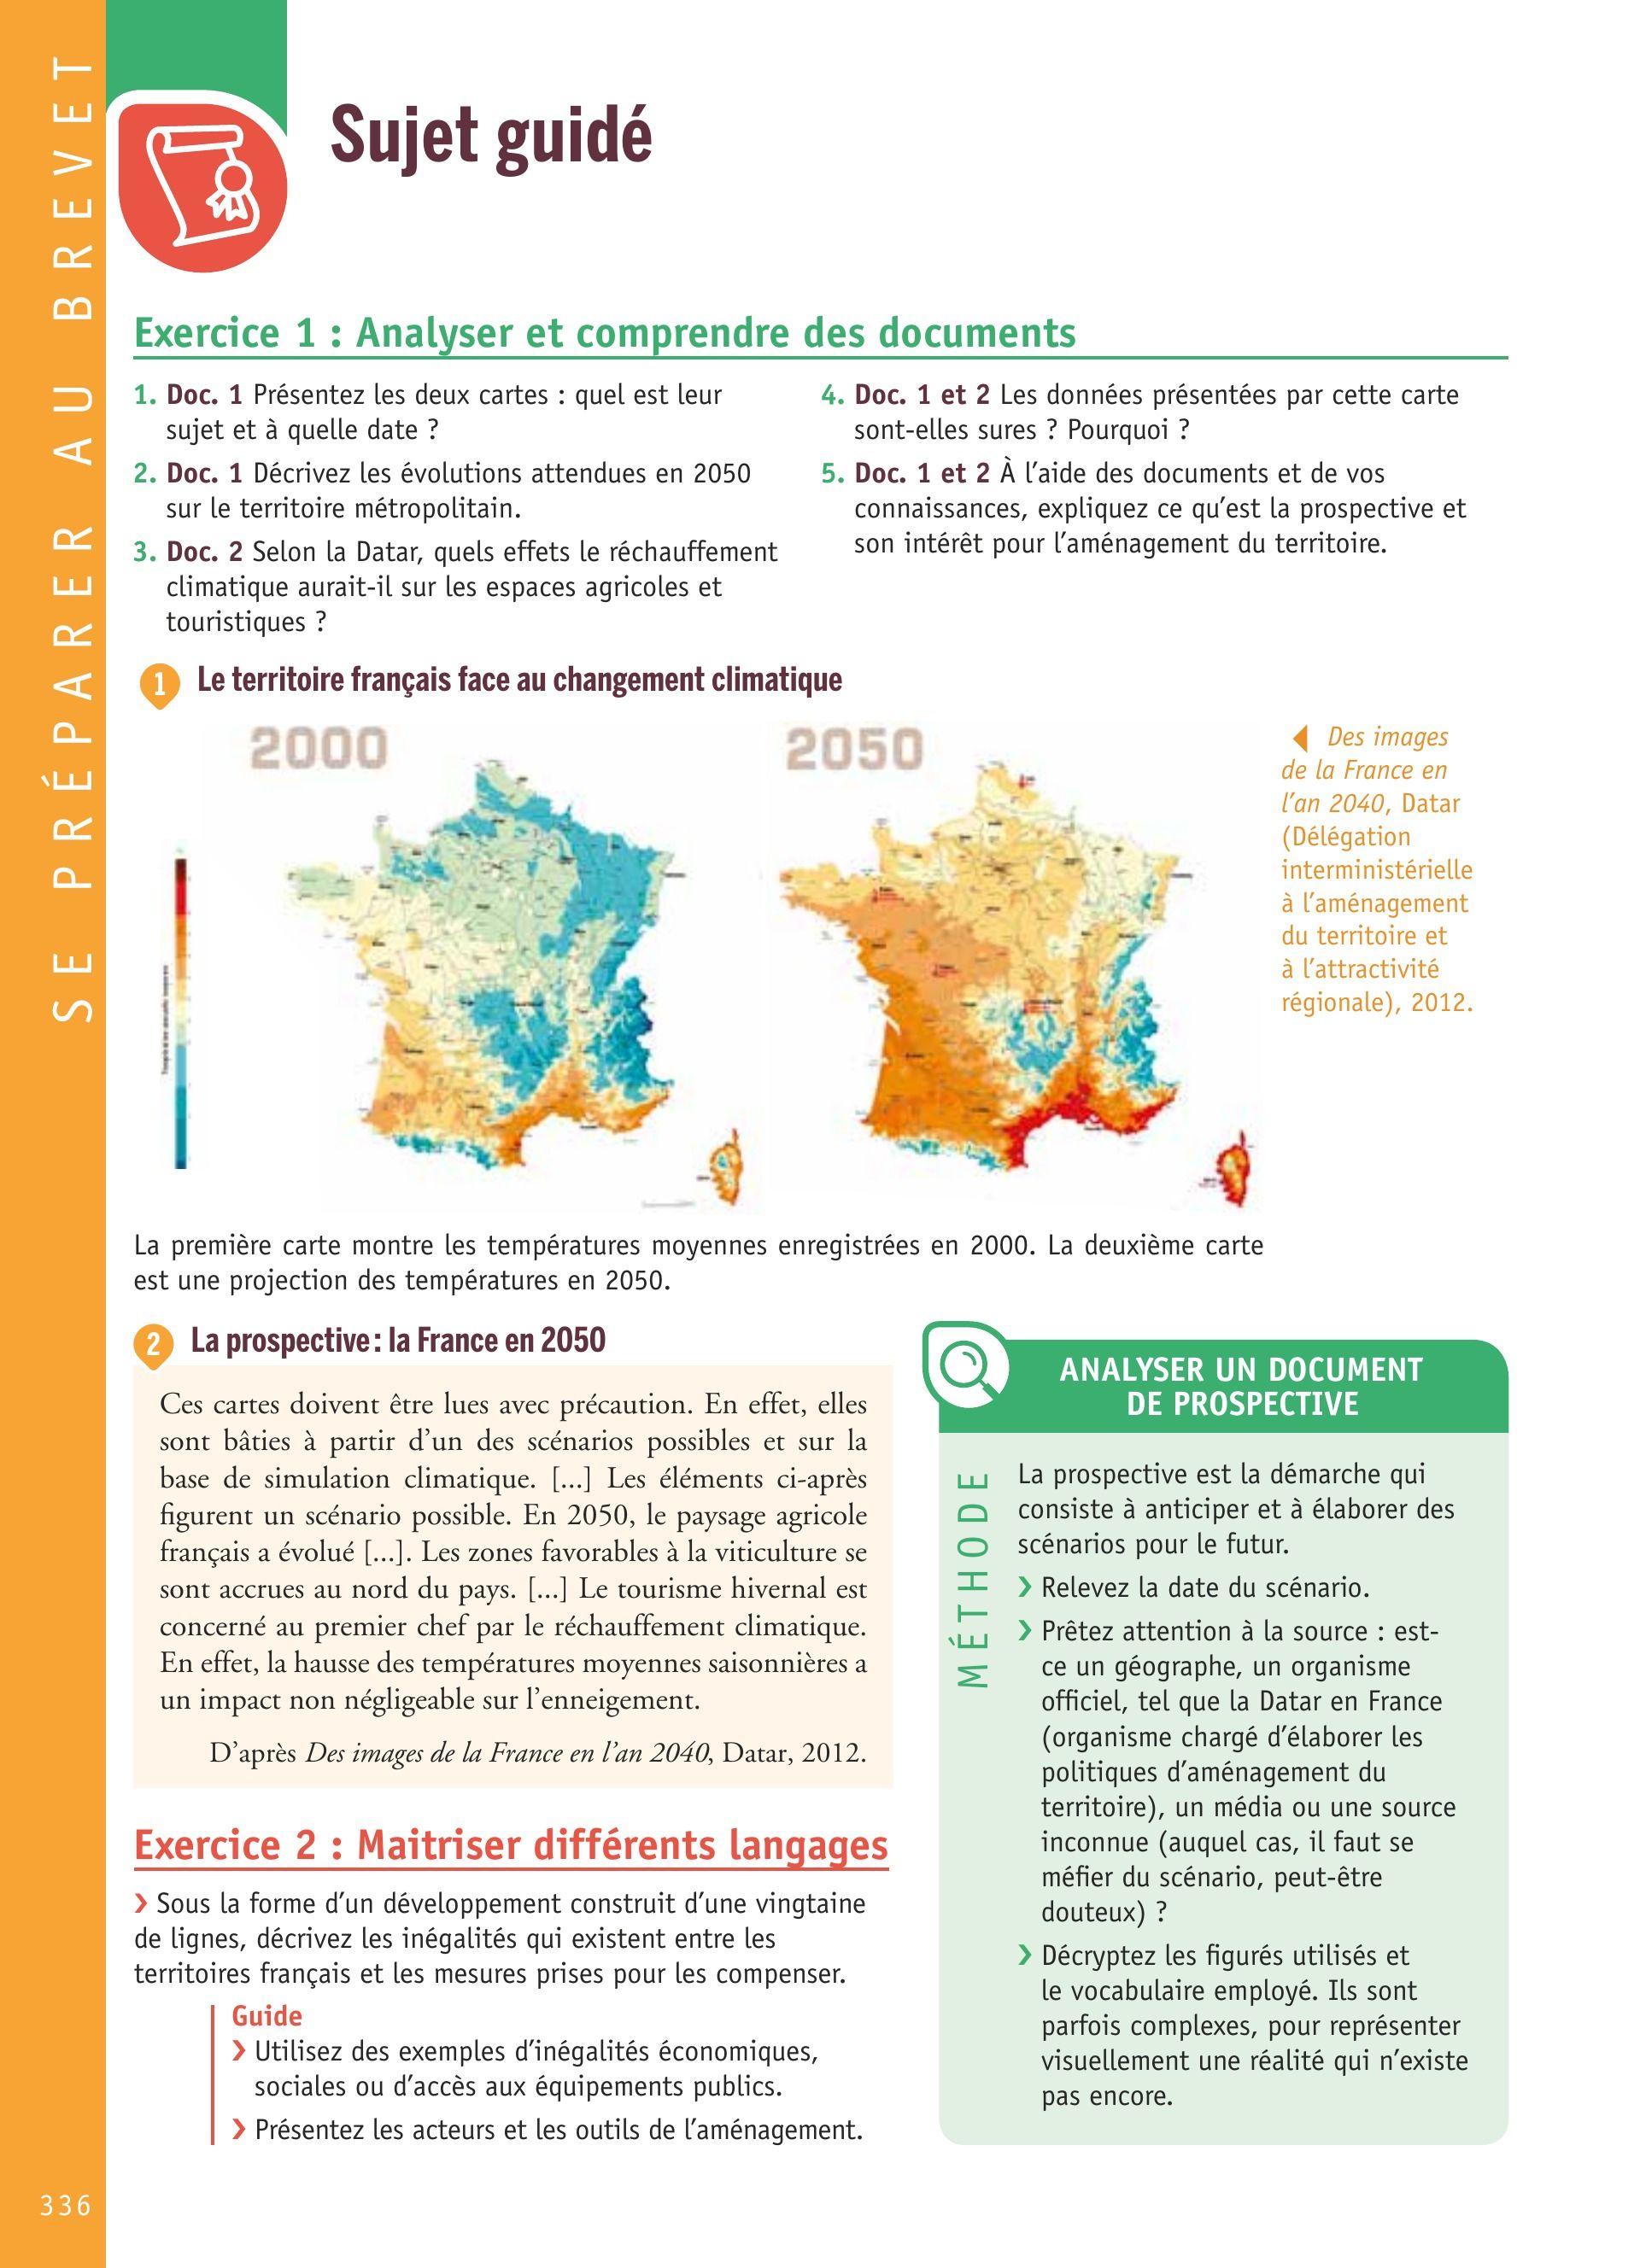 SE PRÉPARER AU BREVET
Sujet guidé
Exercice 1 : Analyser et comprendre des documents
1. Doc. 1 Présentez les deux cartes : quel est leur
sujet et à quelle date ?
2. Doc. 1 Décrivez les évolutions attendues en 2050
sur le territoire métropolitain.
3. Doc. 2 Selon la Datar, quels effets le réchauffement
climatique aurait-il sur les espaces agricoles et
touristiques ?
4. Doc. 1 et 2 Les données présentées par cette carte
sont-elles sures ? Pourquoi ?
5. Doc. 1 et 2 À l’aide des documents et de vos
connaissances, expliquez ce qu’est la prospective et
son intérêt pour l’aménagement du territoire.
1 Le territoire français face au changement climatique
2000
2050
Des images
de la France en
l’an 2040, Datar
(Délégation
interministérielle
à l’aménagement
du territoire et
à l’attractivité
régionale), 2012.
La première carte montre les températures moyennes enregistrées en 2000. La deuxième carte
est une projection des températures en 2050.
2 La prospective : la France en 2050
Ces cartes doivent être lues avec précaution. En effet, elles
sont bâties à partir d’un des scénarios possibles et sur la
base de simulation climatique. [...] Les éléments ci-après
figurent un scénario possible. En 2050, le paysage agricole
français a évolué [...]. Les zones favorables à la viticulture se
sont accrues au nord du pays. [...] Le tourisme hivernal est
concerné au premier chef par le réchauffement climatique.
En effet, la hausse des températures moyennes saisonnières a
un impact non négligeable sur l’enneigement.
D’après Des images de la France en l’an 2040, Datar, 2012.
Exercice 2 : Maitriser différents langages
› Sous la forme d’un développement construit d’une vingtaine
de lignes, décrivez les inégalités qui existent entre les
territoires français et les mesures prises pour les compenser.
Guide
› Utilisez des exemples d’inégalités économiques,
sociales ou d’accès aux équipements publics.
› Présentez les acteurs et les outils de l’aménagement.
ANALYSER UN DOCUMENT
DE PROSPECTIVE
MÉTHODE
La prospective est la démarche qui
consiste à anticiper et à élaborer des
scénarios pour le futur.
› Relevez la date du scénario.
› Prêtez attention à la source : est-
ce un géographe, un organisme
officiel, tel que la Datar en France
(organisme chargé d’élaborer les
politiques d’aménagement du
territoire), un média ou une source
inconnue (auquel cas, il faut se
méfier du scénario, peut-être
douteux) ?
› Décryptez les figurés utilisés et
le vocabulaire employé. Ils sont
parfois complexes, pour représenter
visuellement une réalité qui n’existe
pas encore.
336